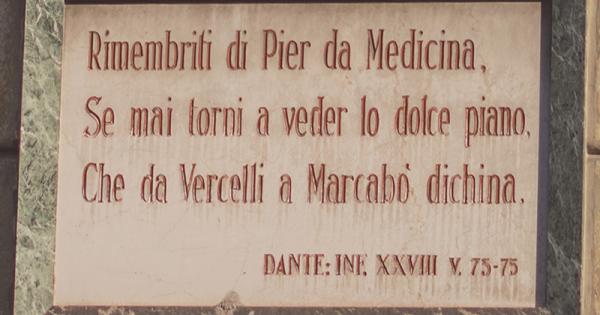 Rimembriti di Pier da Medicina,
Se mai torni a veder lo dolce piano,
Che da Vercelli a Marcabò dichina.
DANTE: INF. XXVIII V. 75-75